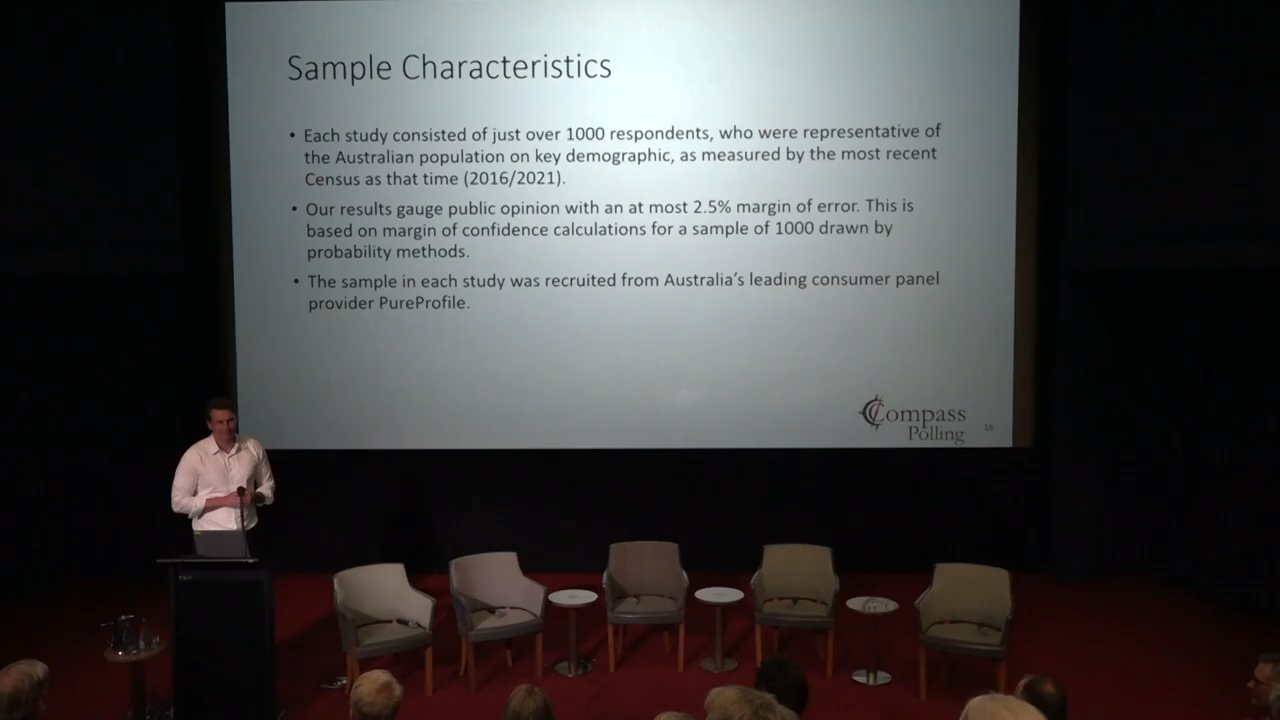 Sample Characteristics
• Each study consisted of just over 1000 respondents, who were representative of
the Australian population on key demographic, as measured by the most recent
Census as that time (2016/2021).
• Our results gauge public opinion with an at most 2.5% margin of error. This is
based on margin of confidence calculations for a sample of 1000 drawn by
probability methods.
• The sample in each study was recruited from Australia's leading consumer panel
provider PureProfile.
Compass
Polling
16